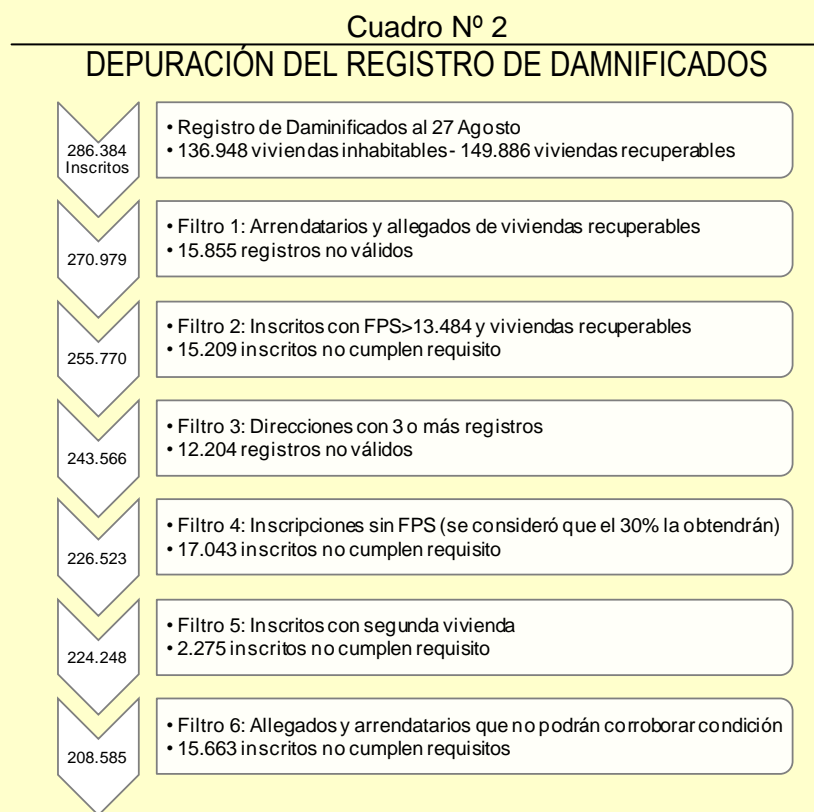 Cuadro Nº 2
DEPURACIÓN DEL REGISTRO DE DAMNIFICADOS
286.384
Inscritos
• Registro de Daminificados al 27 Agosto
• 136.948 viviendas inhabitables- 149.886 viviendas recuperables
270.979
• Filtro 1: Arrendatarios y allegados de viviendas recuperables
• 15.855 registros no válidos
255.770
• Filtro 2: Inscritos con FPS>13.484 y viviendas recuperables
• 15.209 inscritos no cumplen requisito
243.566
• Filtro 3: Direcciones con 3 o más registros
• 12.204 registros no válidos
226.523
• Filtro 4: Inscripciones sin FPS (se consideró que el 30% la obtendrán)
• 17.043 inscritos no cumplen requisito
224.248
• Filtro 5: Inscritos con segunda vivienda
• 2.275 inscritos no cumplen requisito
208.585
• Filtro 6: Allegados y arrendatarios que no podrán corroborar condición
• 15.663 inscritos no cumplen requisitos